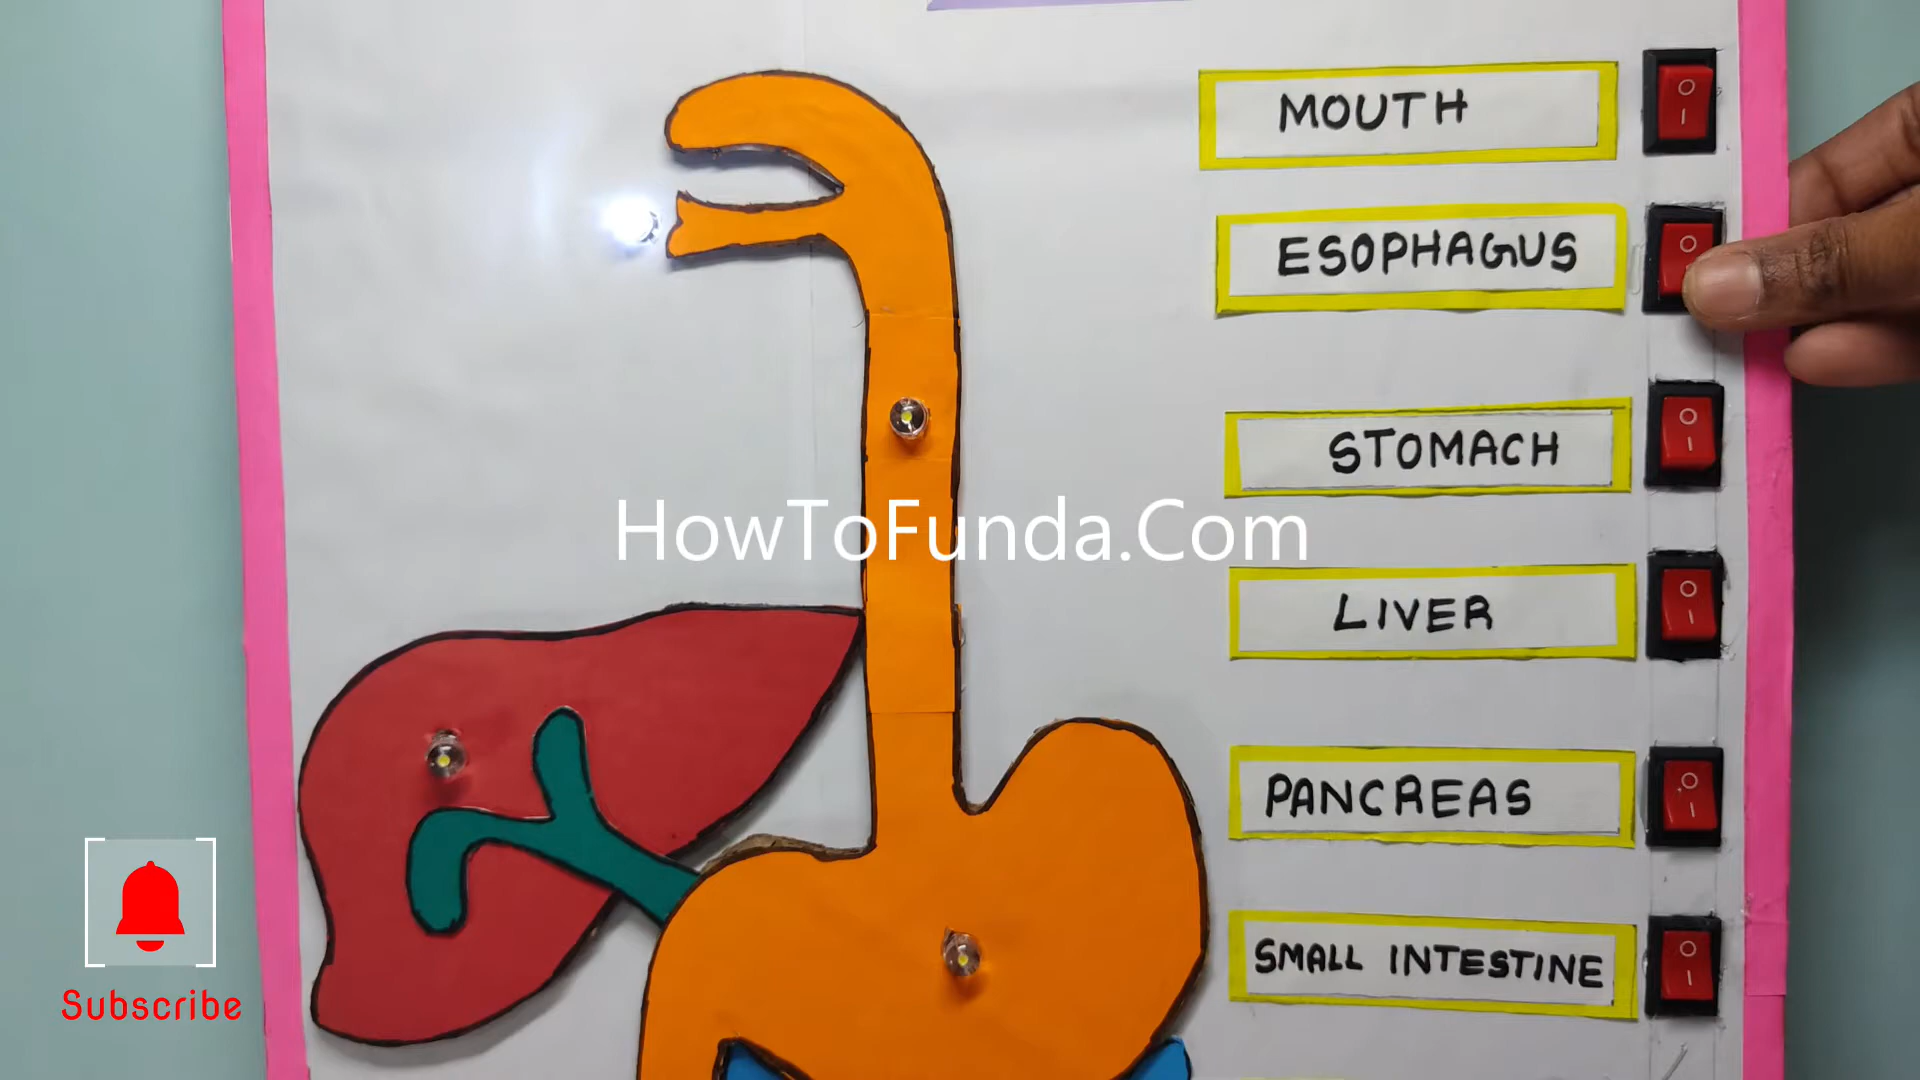 MOUTH
ESOPHAGUS
STOMACH
HowToFunda.Com
LIVER
PANCREAS
SMALL INTESTINE
Subscribe